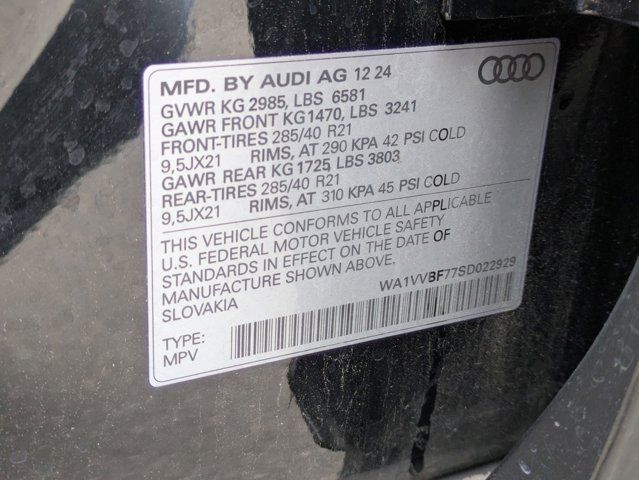 MFD. BY AUDI AG 12 24
GVWR KG 2985, LBS 6581
GAWR FRONT KG1470, LBS 3241
FRONT-TIRES 285/40 R21
9,5JX21 RIMS, AT 290 KPA 42 PSI COLD
GAWR REAR KG 1725, LBS 3803
REAR-TIRES 285/40 R21
9,5JX21 RIMS, AT 310 KPA 45 PSI COLD
THIS VEHICLE CONFORMS TO ALL APPLICABLE
U.S. FEDERAL MOTOR VEHICLE SAFETY
STANDARDS IN EFFECT ON THE DATE OF
MANUFACTURE SHOWN ABOVE.
SLOVAKIA
WA1VVBF77SD022929
TYPE:
MPV